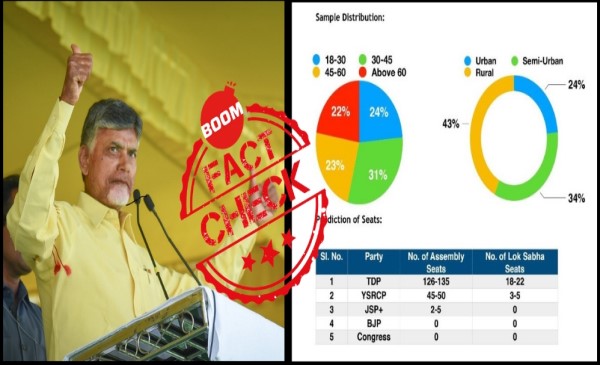 Sample Distribution:
18-30 30-45
45-60 Above 60
22% 24%
23% 31%
Urban Semi-Urban
Rural
24%
43%
34%
BOOM
FACT
CHECK
Prediction of Seats:
Sl. No. Party No. of Assembly Seats No. of Lok Sabha Seats
1 TDP 126-135 18-22
2 YSRCP 45-50 3-5
3 JSP+ 2-5 0
4 BJP 0 0
5 Congress 0 0